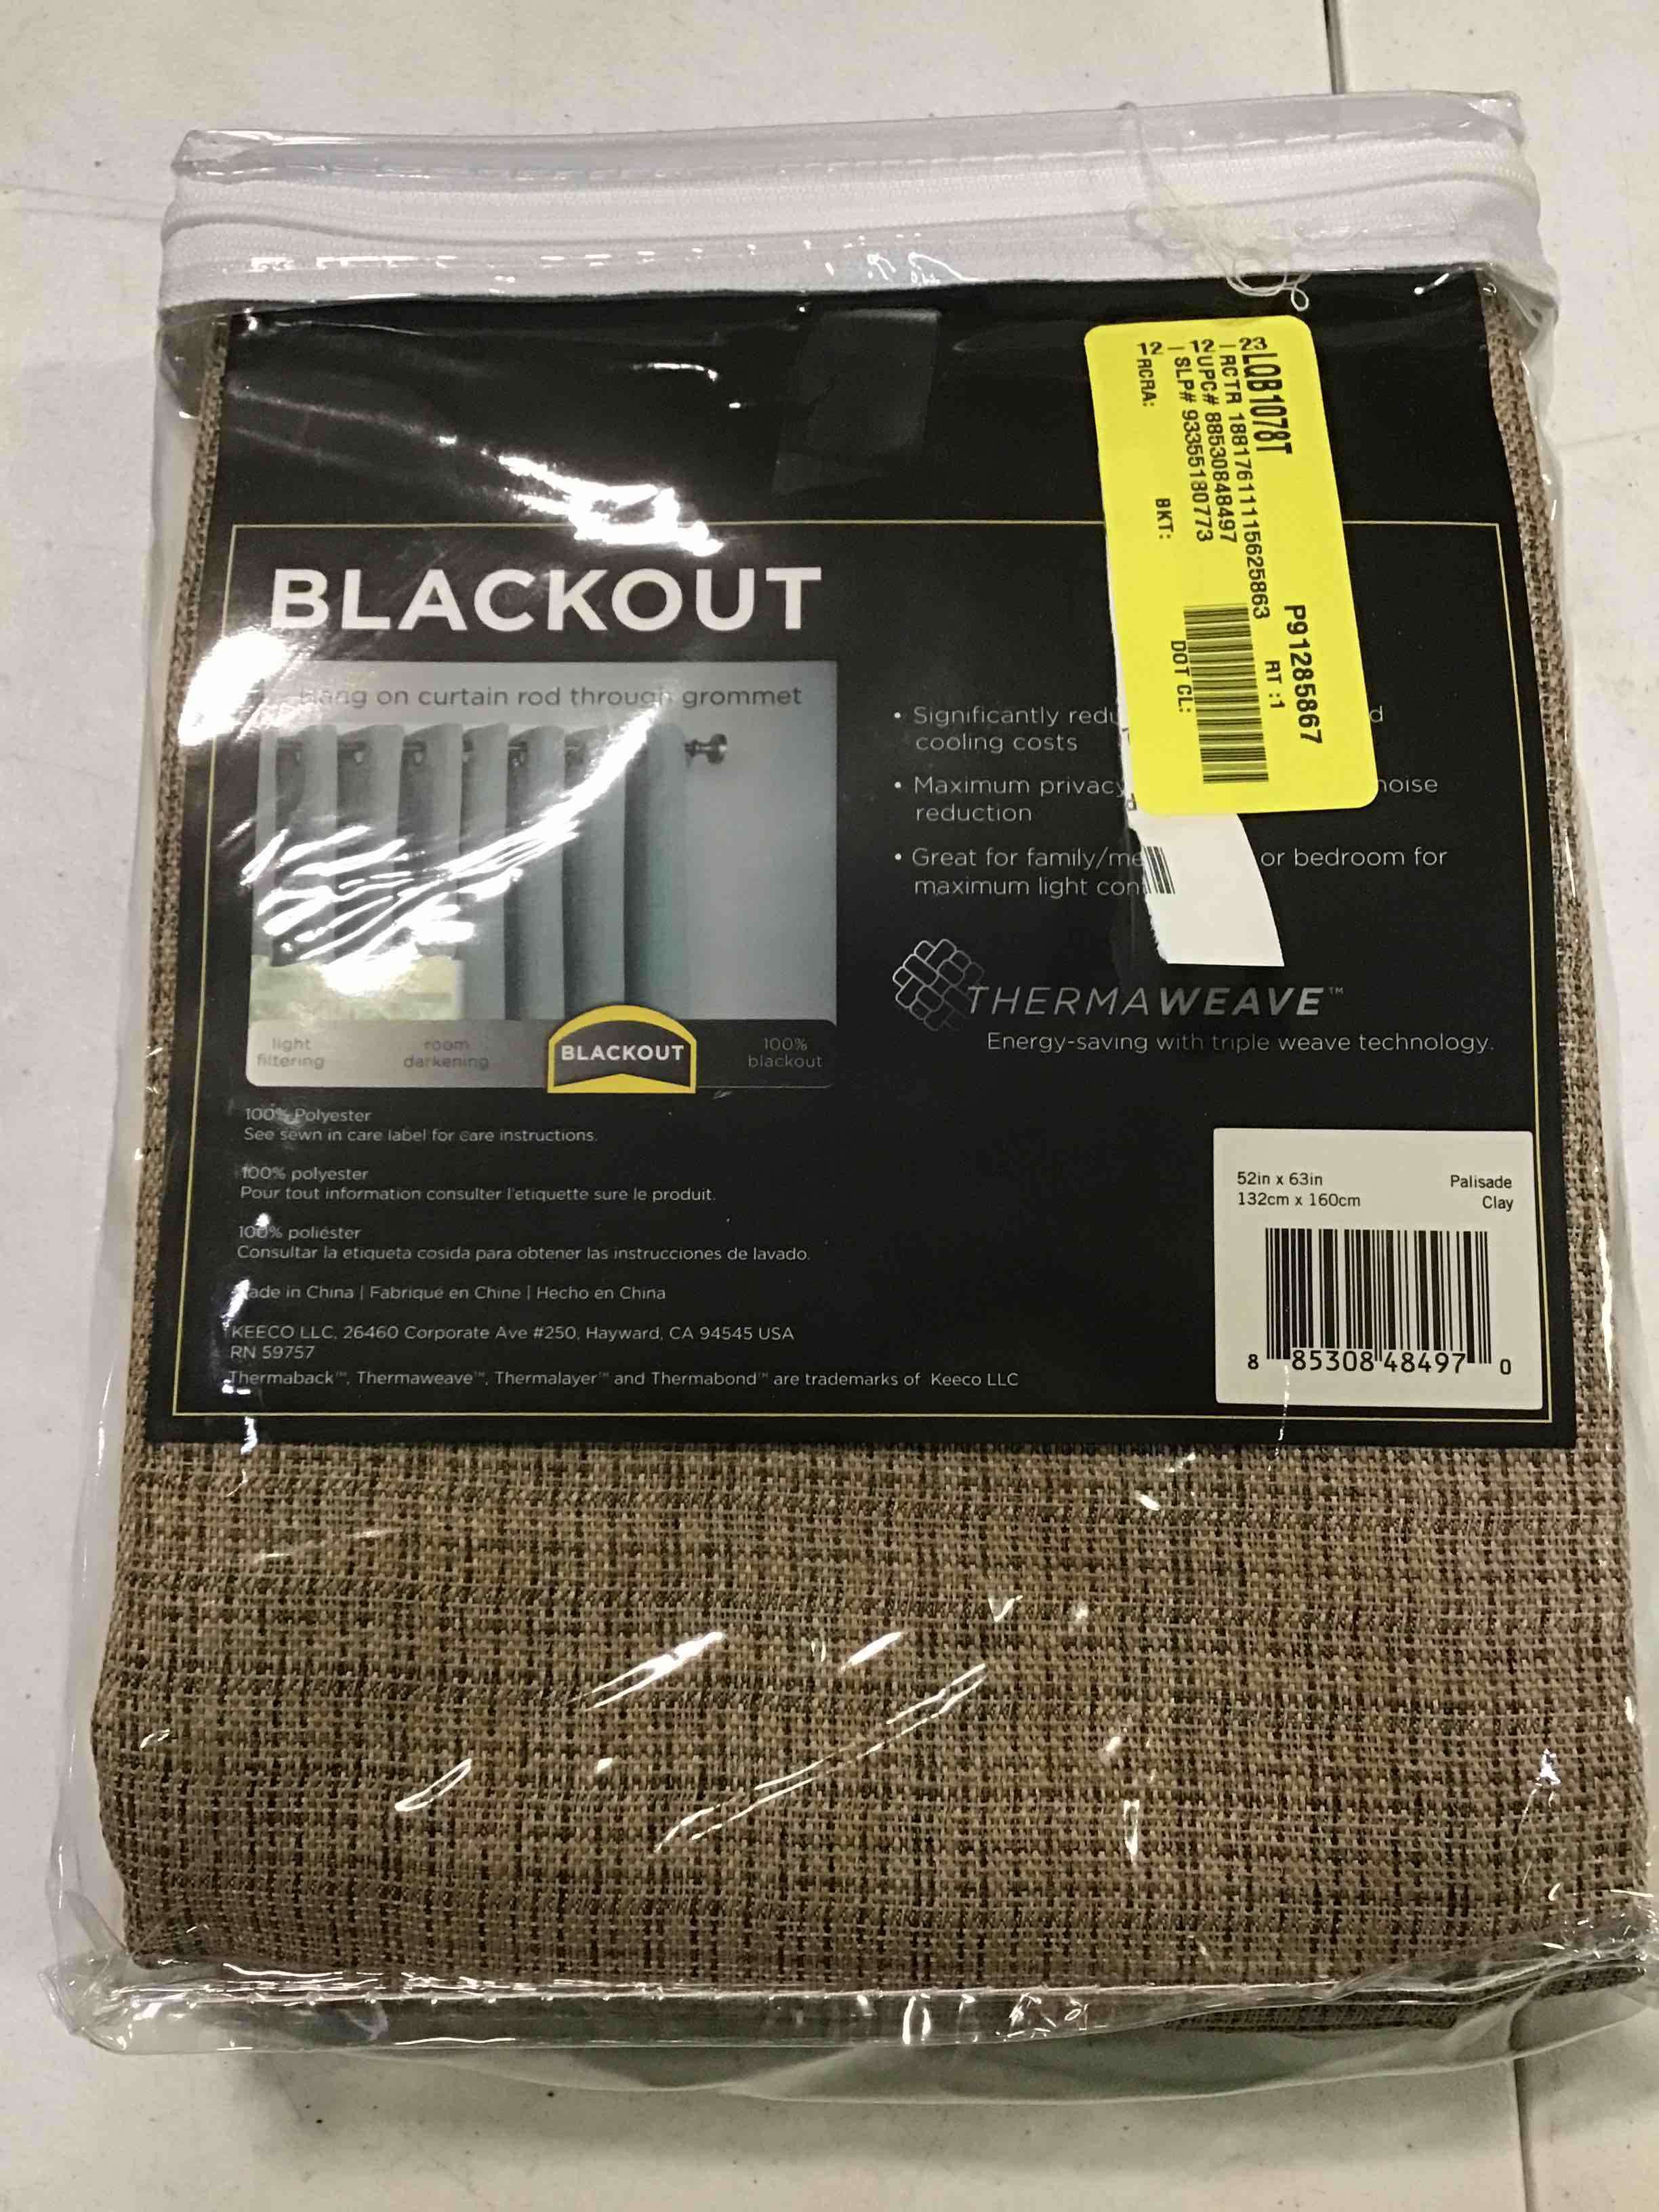 BLACKOUT
hang on curtain rod through grommet
light
filtering
room
darkening
BLACKOUT
100%
blackout
100% Polyester
See sewn in care label for care instructions.
100% polyester
Pour tout information consulter l'etiquette sure le produit.
100% poliéster
Consultar la etiqueta cosida para obtener las instrucciones de lavado.
Made in China | Fabriqué en Chine | Hecho en China
KEECO LLC, 26460 Corporate Ave #250, Hayward, CA 94545 USA
RN 59757
Thermaback™, Thermaweave™, Thermalayer™ and Thermabond™ are trademarks of Keeco LLC
• Significantly
cooling costs
• Maximum privacy noise
reduction
• Great for family/ or bedroom for
maximum light
THERMAWEAVE™
Energy-saving with triple weave technology.
52in x 63in
132cm x 160cm
Palisade
Clay
8 85308 48497 0
LQB1078T P91285867
23 | RCTR 18817611115625863 RT :1
12 UPC# 88530848497
| SLP# 93355180773 DOT CL:
12 RCRA: BKT: